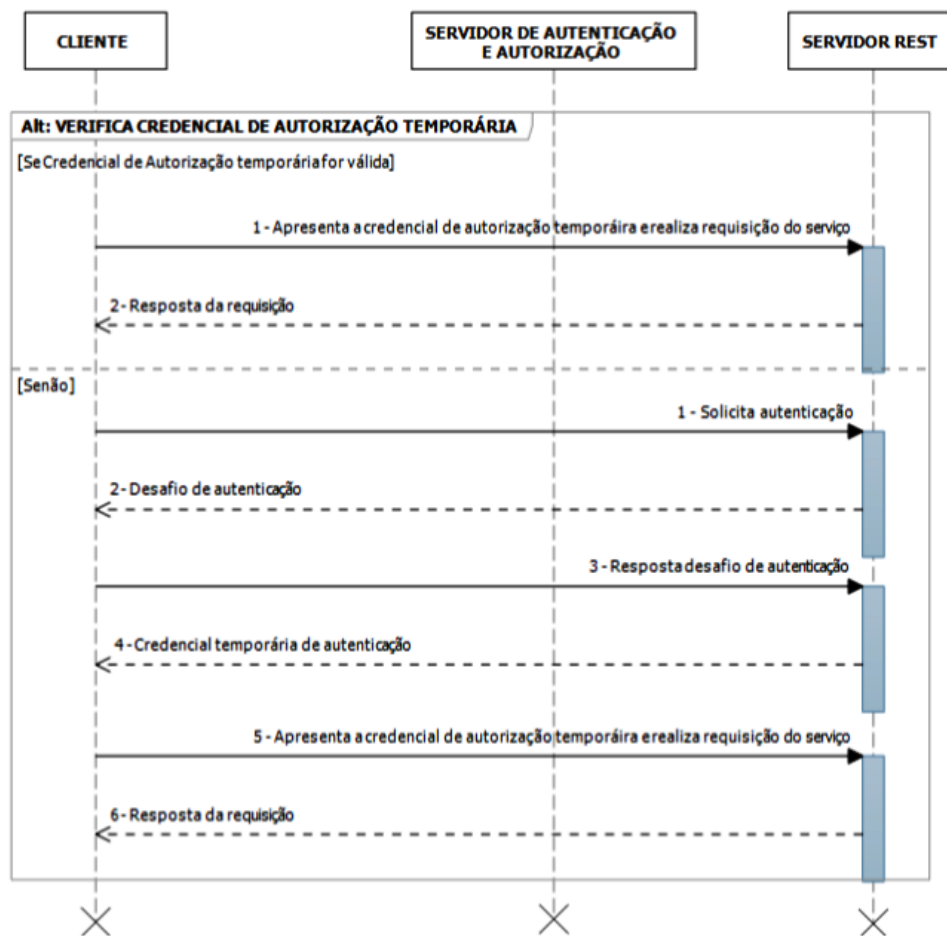 CLIENTE
SERVIDOR DE AUTENTICAÇÃO
E AUTORIZAÇÃO
SERVIDOR REST
Alt: VERIFICA CREDENCIAL DE AUTORIZAÇÃO TEMPORÁRIA
[Se Credencial de Autorização temporária for válida]
1 - Apresenta a credencial de autorização temporáira e realiza requisição do serviço
2 - Resposta da requisição
[Senão]
1 - Solicita autenticação
2 - Desafio de autenticação
3 - Resposta desafio de autenticação
4 - Credencial temporária de autenticação
5 - Apresenta a credencial de autorização temporáira e realiza requisição do serviço
6 - Resposta da requisição